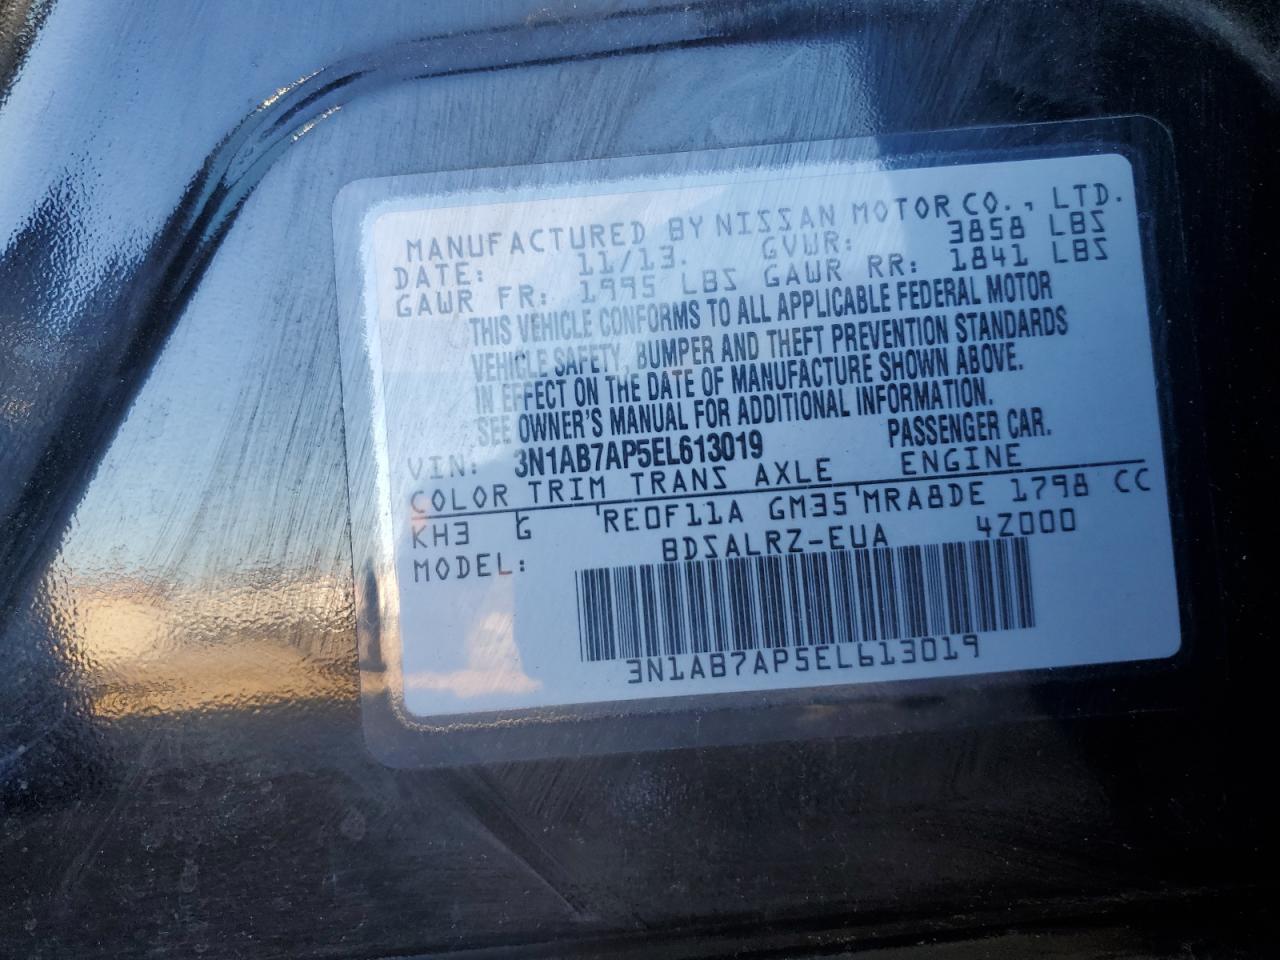 MANUFACTURED BY NISSAN MOTOR CO., LTD.
DATE: 11/13. GVWR: 3858 LBS
GAWR FR: 1995 LBS GAWR RR: 1841 LBS
THIS VEHICLE CONFORMS TO ALL APPLICABLE FEDERAL MOTOR
VEHICLE SAFETY, BUMPER AND THEFT PREVENTION STANDARDS
IN EFFECT ON THE DATE OF MANUFACTURE SHOWN ABOVE.
SEE OWNER'S MANUAL FOR ADDITIONAL INFORMATION.
VIN: 3N1AB7AP5EL613019 PASSENGER CAR.
COLOR TRIM TRANS AXLE ENGINE
KH3 G RE0F11A GM35 MRA8DE 1798 CC
MODEL: BDSALRZ-EUA 4Z000
3N1AB7AP5EL613019